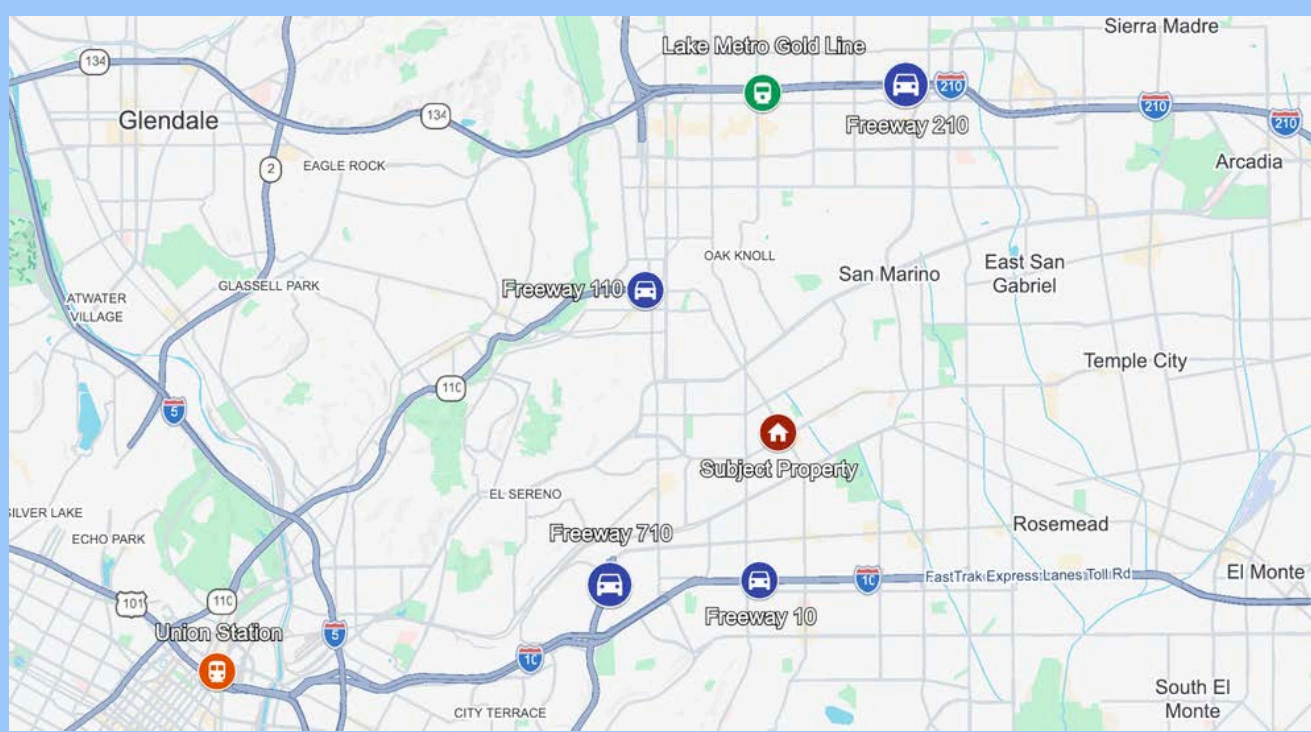 Sierra Madre
Lake Metro Gold Line
134
Glendale
134
210
210
210
Freeway 210
EAGLE ROCK
2
Arcadia
OAK KNOLL
San Marino
East San
Gabriel
GLASSELL PARK
Freeway 110
ATWATER
VILLAGE
Temple City
110
5
Subject Property
EL SERENO
SILVER LAKE
ECHO PARK
Freeway 710
Rosemead
10
FastTrak Express Lanes Toll Rd
El Monte
101
110
Freeway 10
Union Station
5
10
CITY TERRACE
South El
Monte